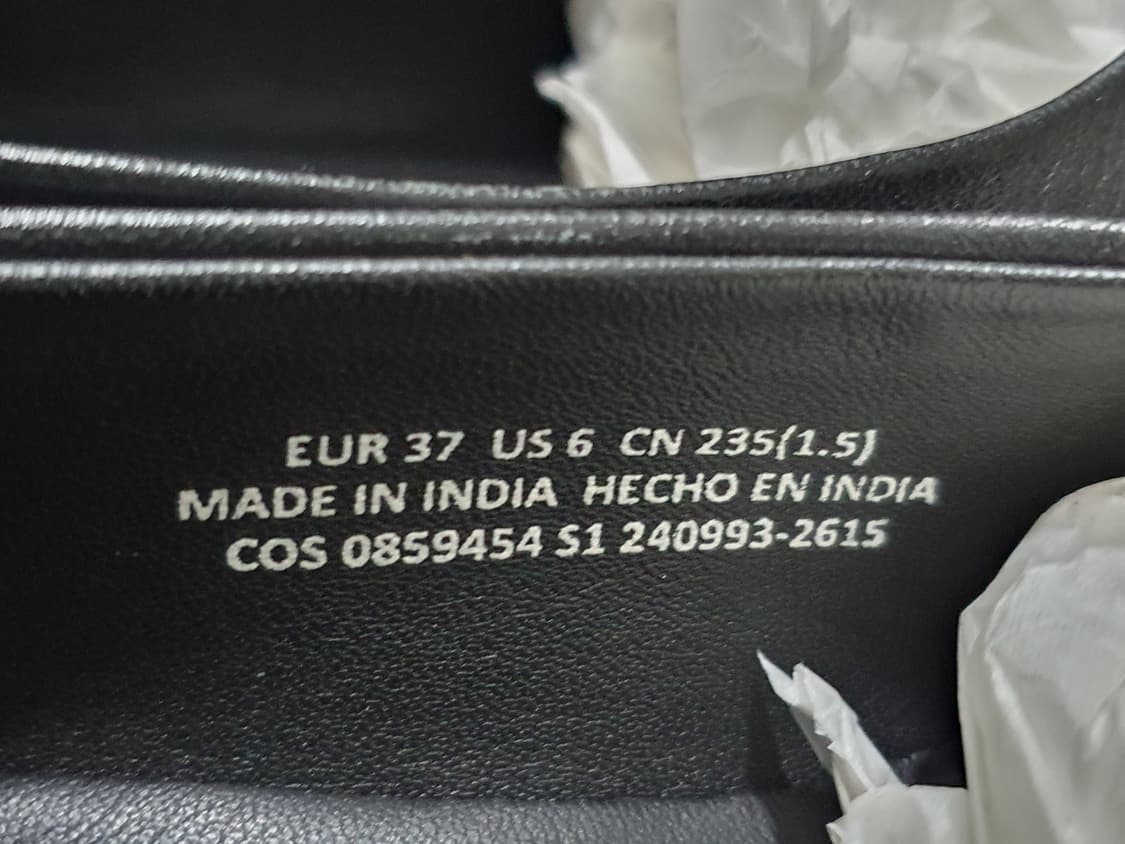 EUR 37 US 6 CN 235(1.5)
MADE IN INDIA HECHO EN INDIA
COS 0859454 S1 240993-2615